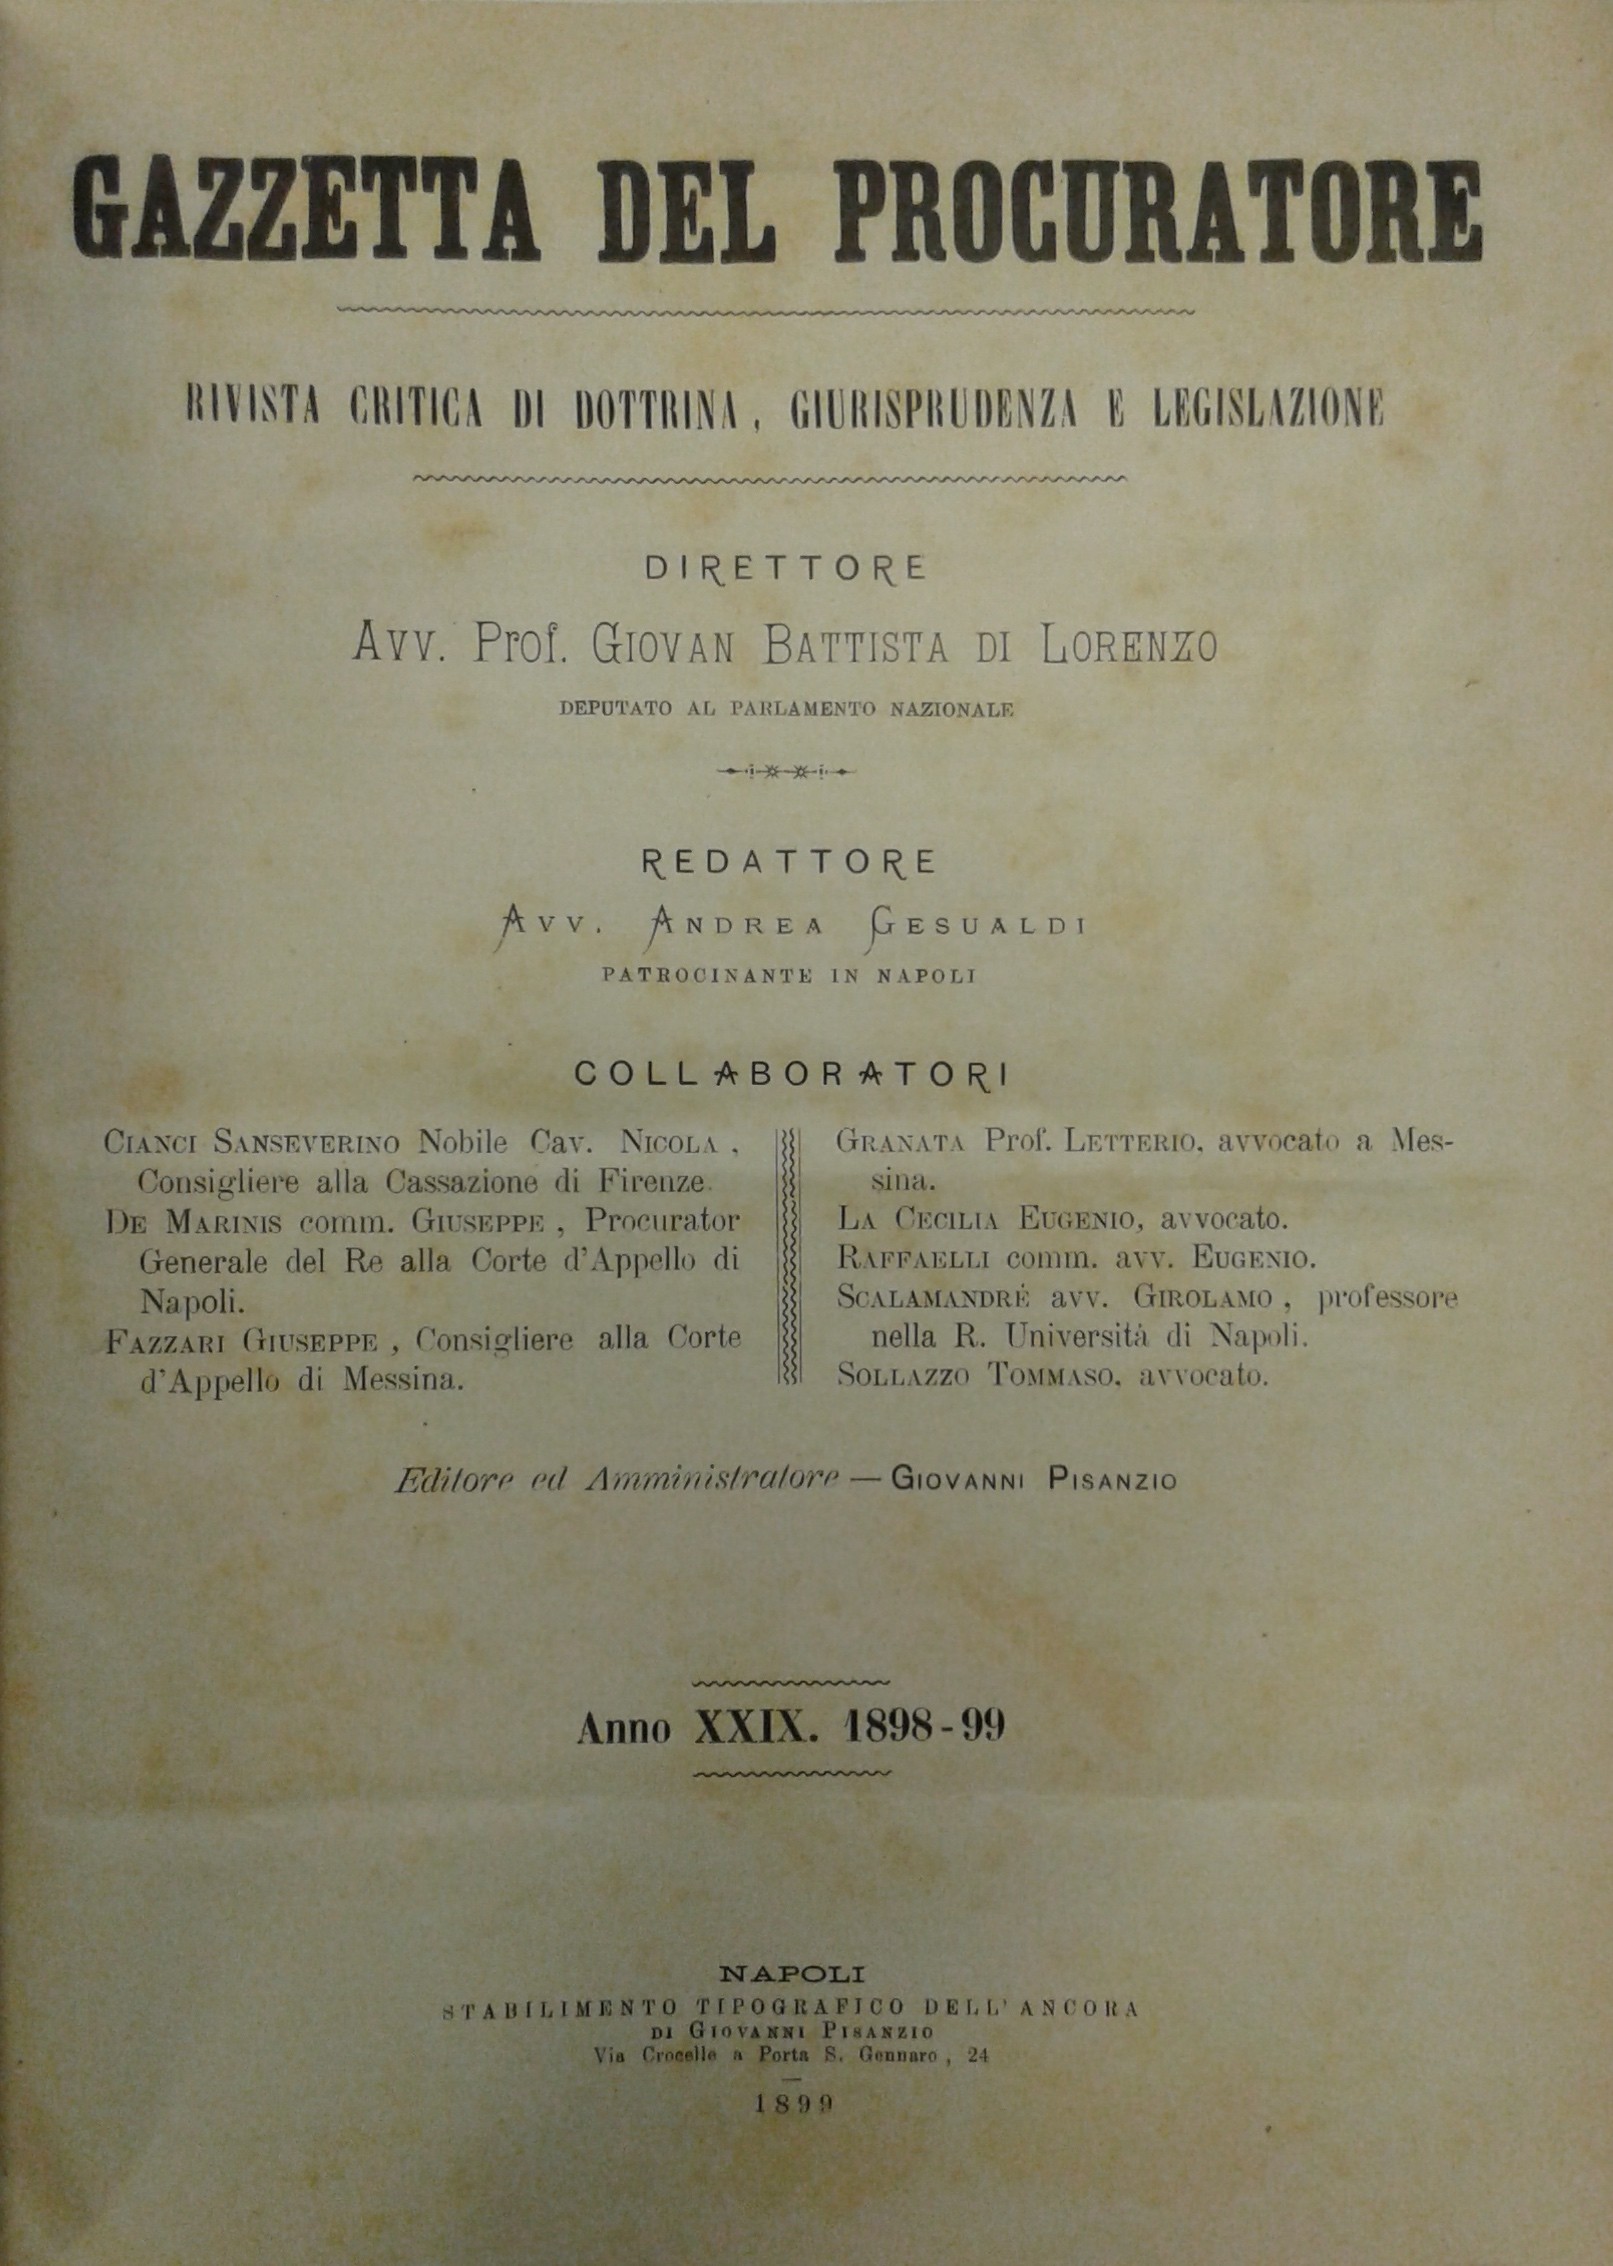 GAZZETTA DEL PROCURATORE
RIVISTA CRITICA DI DOTTRINA, GIURISPRUDENZA E LEGISLAZIONE
DIRETTORE
AVV. Prof. GIOVAN BATTISTA DI LORENZO
DEPUTATO AL PARLAMENTO NAZIONALE
REDATTORE
AVV. ANDREA GESUALDI
PATROCINANTE IN NAPOLI
COLLABORATORI
CIANCI SANSEVERINO Nobile Cav. NICOLA,
Consigliere alla Cassazione di Firenze.
DE MARINIS comm. GIUSEPPE, Procurator
Generale del Re alla Corte d'Appello di
Napoli.
FAZZARI GIUSEPPE, Consigliere alla Corte
d'Appello di Messina.
GRANATA Prof. LETTERIO, avvocato a Mes-
sina.
LA CECILIA EUGENIO, avvocato.
RAFFAELLI comm. avv. EUGENIO.
SCALAMANDRÈ avv. GIROLAMO, professore
nella R. Università di Napoli.
SOLLAZZO TOMMASO, avvocato.
Editore ed Amministratore — GIOVANNI PISANZIO
Anno XXIX. 1898-99
NAPOLI
STABILIMENTO TIPOGRAFICO DELL'ANCORA
DI GIOVANNI PISANZIO
Via Crocelle a Porta S. Gennaro, 24
1899